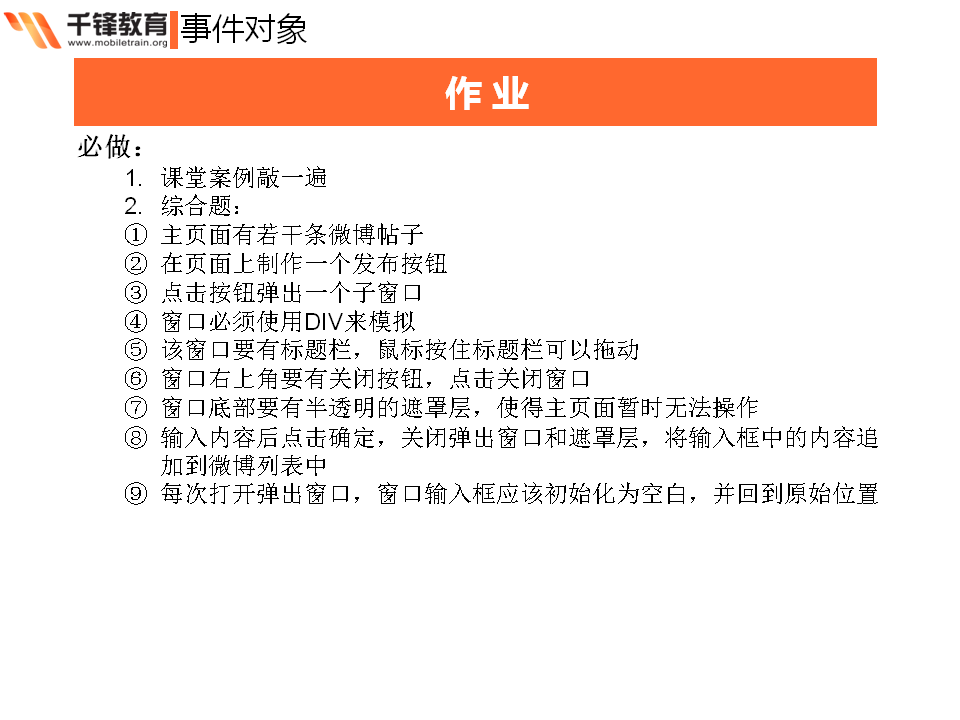 千锋教育
www.mobiletrain.org
事件对象
作 业
必做：
1. 课堂案例敲一遍
2. 综合题：
① 主页面有若干条微博帖子
② 在页面上制作一个发布按钮
③ 点击按钮弹出一个子窗口
④ 窗口必须使用DIV来模拟
⑤ 该窗口要有标题栏，鼠标按住标题栏可以拖动
⑥ 窗口右上角要有关闭按钮，点击关闭窗口
⑦ 窗口底部要有半透明的遮罩层，使得主页面暂时无法操作
⑧ 输入内容后点击确定，关闭弹出窗口和遮罩层，将输入框中的内容追
加到微博列表中
⑨ 每次打开弹出窗口，窗口输入框应该初始化为空白，并回到原始位置